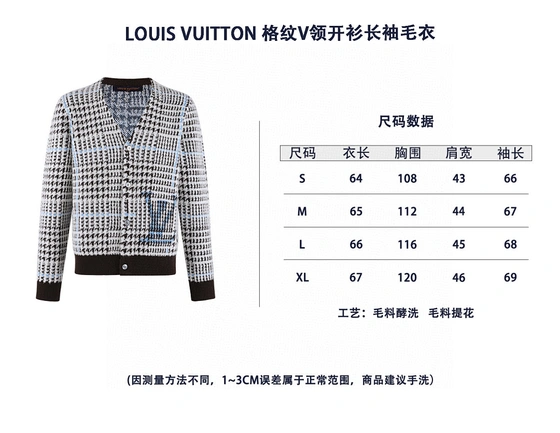 LOUIS VUITTON 格纹V领开衫长袖毛衣
尺码数据
尺码 衣长 胸围 肩宽 袖长
S 64 108 43 66
M 65 112 44 67
L 66 116 45 68
XL 67 120 46 69
工艺：毛料酵洗 毛料提花
(因测量方法不同，1~3CM误差属于正常范围，商品建议手洗)